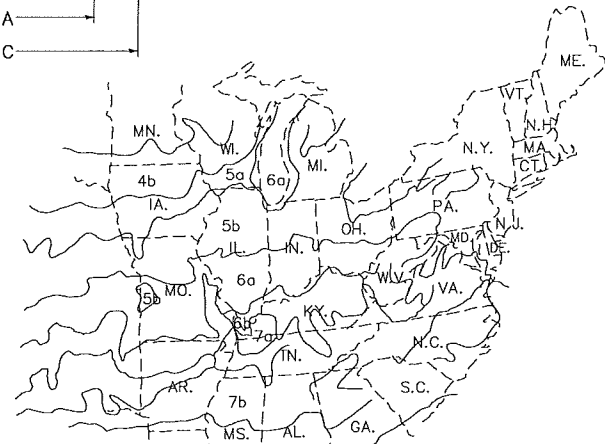 A
C
ME.
VT.
MN.
N.H.
WI.
N.Y.
MA.
MI.
CT.
5a
4b
6a
IA.
PA.
5b
OH.
N.J.
IL.
IN.
MD.
DE.
6a
W.V.
MO.
VA.
5b
KY.
6b
7a
N.C.
7
TN.
AR.
S.C.
7b
MS.
AL.
GA.